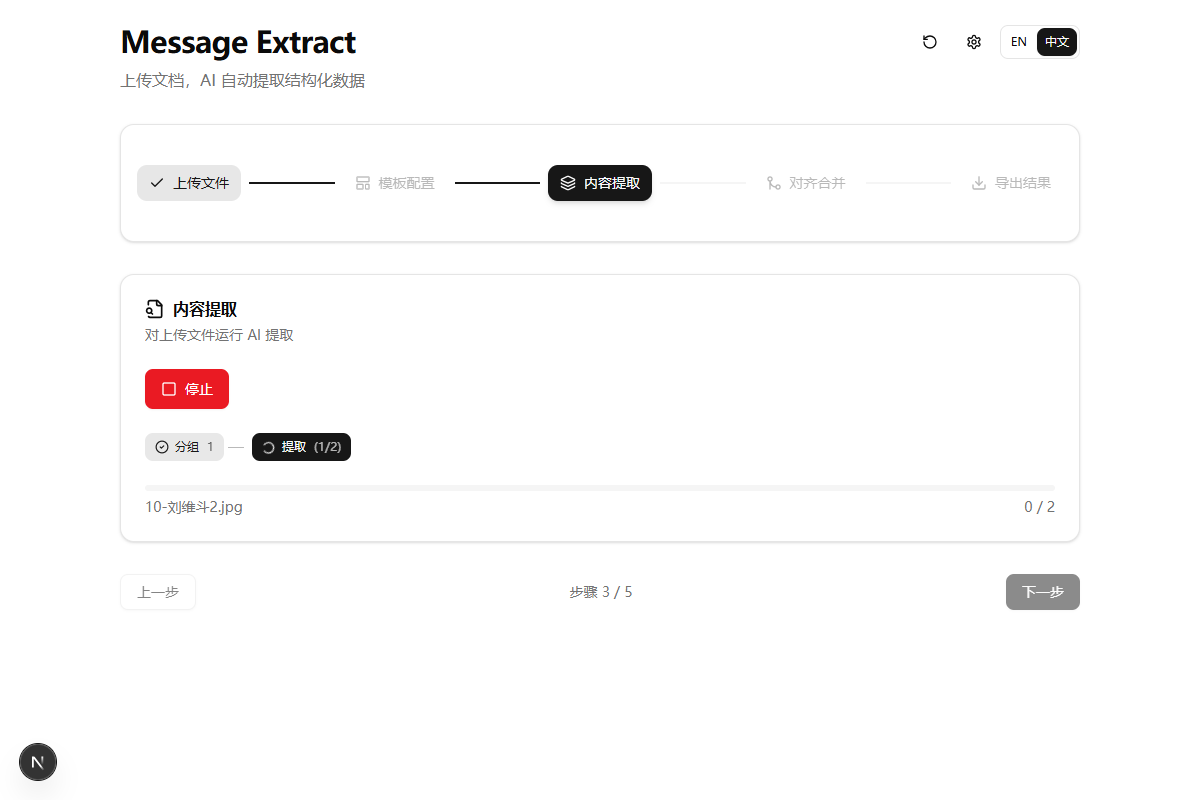 Message Extract
EN 中文
上传文档，AI 自动提取结构化数据
上传文件 模板配置 内容提取 对齐合并 导出结果
内容提取
对上传文件运行 AI 提取
停止
分组 1 提取 (1/2)
10-刘维斗2.jpg 0 / 2
上一步 步骤 3 / 5 下一步
N